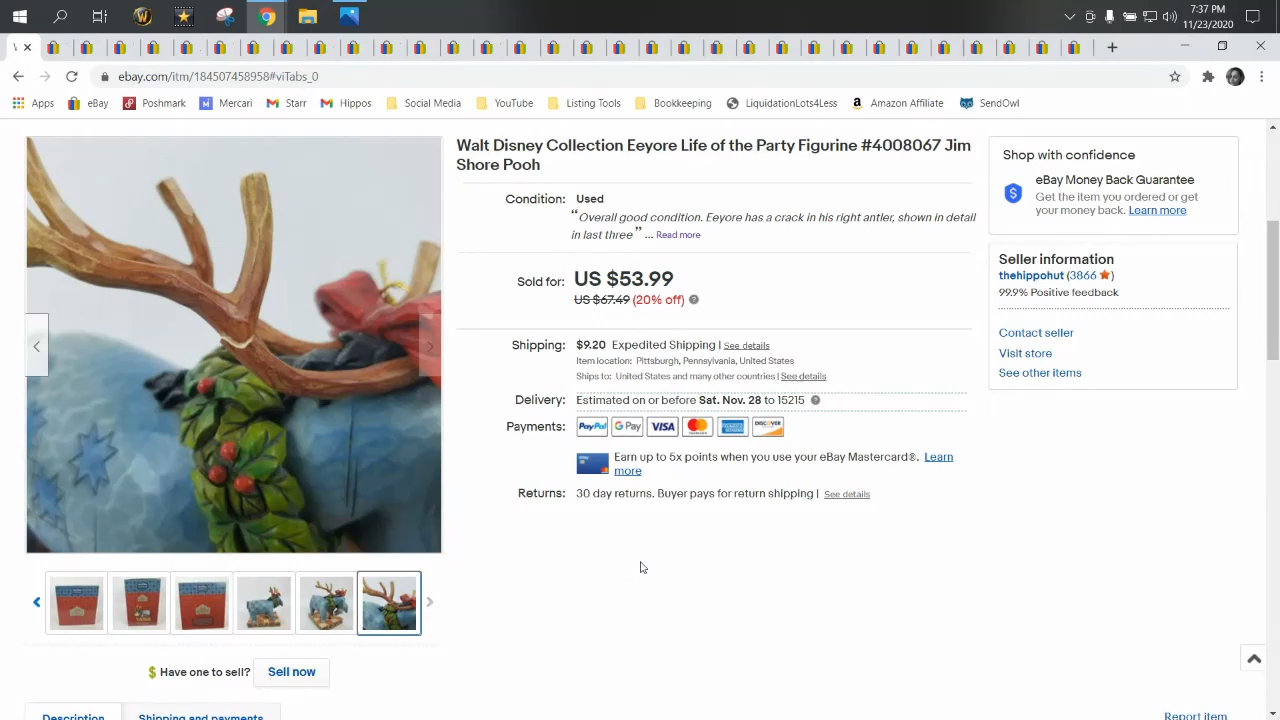 7:37 PM
11/23/2020
ebay.com/itm/184507458958#viTabs_0
Apps eBay Poshmark Mercari Starr Hippos Social Media YouTube Listing Tools Bookkeeping LiquidationLots4Less Amazon Affiliate SendOwl
Walt Disney Collection Eeyore Life of the Party Figurine #4008067 Jim
Shore Pooh
Condition: Used
“Overall good condition. Eeyore has a crack in his right antler, shown in detail
in last three” ... Read more
Sold for: US $53.99
US $67.49 (20% off)
Shipping: $9.20 Expedited Shipping | See details
Item location: Pittsburgh, Pennsylvania, United States
Ships to: United States and many other countries | See details
Delivery: Estimated on or before Sat. Nov. 28 to 15215
Payments: PayPal G Pay VISA DISCOVER
Earn up to 5x points when you use your eBay Mastercard®. Learn
more
Returns: 30 day returns. Buyer pays for return shipping | See details
Shop with confidence
eBay Money Back Guarantee
Get the item you ordered or get
your money back. Learn more
Seller information
thehippohut (3866)
99.9% Positive feedback
Contact seller
Visit store
See other items
Have one to sell? Sell now
Description Shipping and payments
Report item